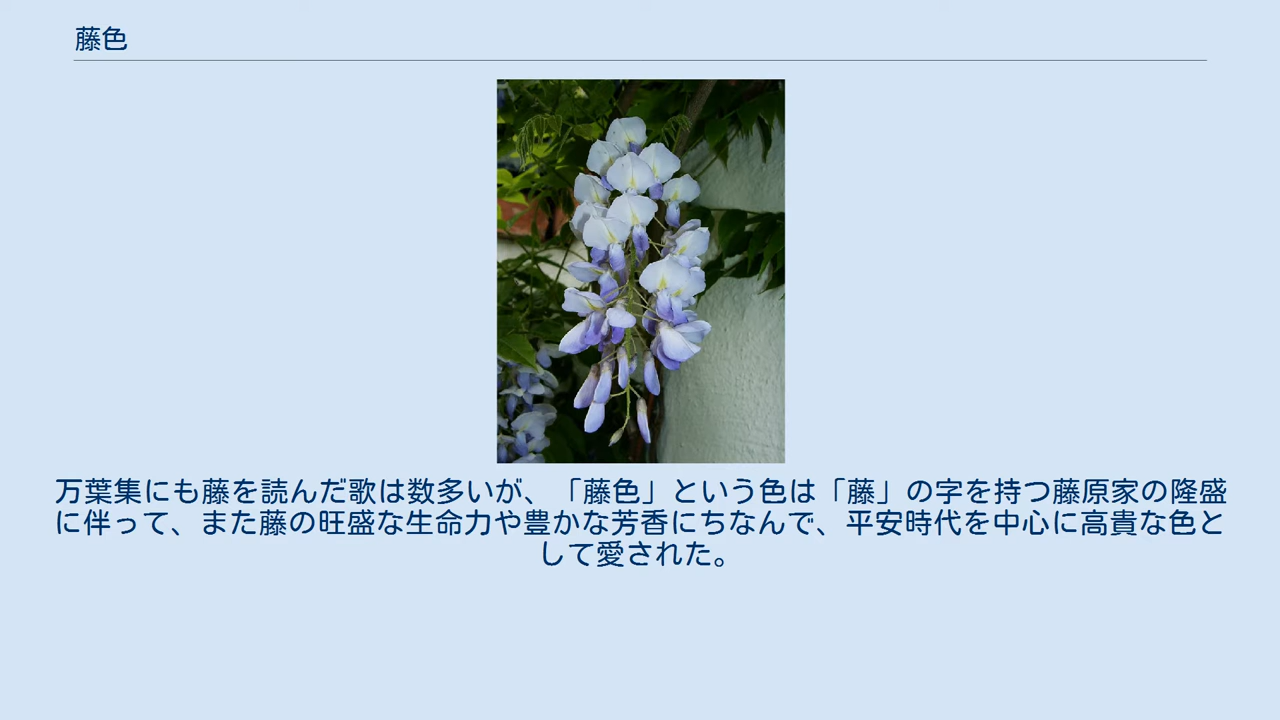 藤色
万葉集にも藤を読んだ歌は数多いが、「藤色」という色は「藤」の字を持つ藤原家の隆盛
に伴って、また藤の旺盛な生命力や豊かな芳香にちなんで、平安時代を中心に高貴な色と
して愛された。